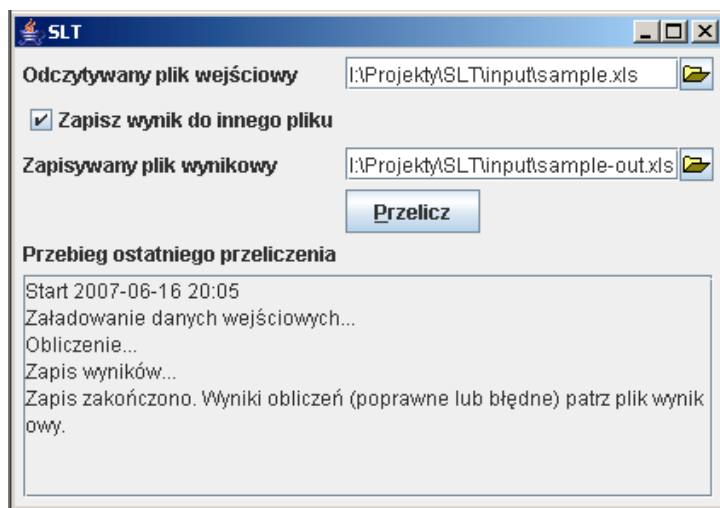 SLT
Odczytywany plik wejściowy I:\Projekty\SLT\input\sample.xls
Zapisz wynik do innego pliku
Zapisywany plik wynikowy I:\Projekty\SLT\input\sample-out.xls
Przelicz
Przebieg ostatniego przeliczenia
Start 2007-06-16 20:05
Załadowanie danych wejściowych...
Obliczenie...
Zapis wyników...
Zapis zakończono. Wyniki obliczeń (poprawne lub błędne) patrz plik wynik
owy.